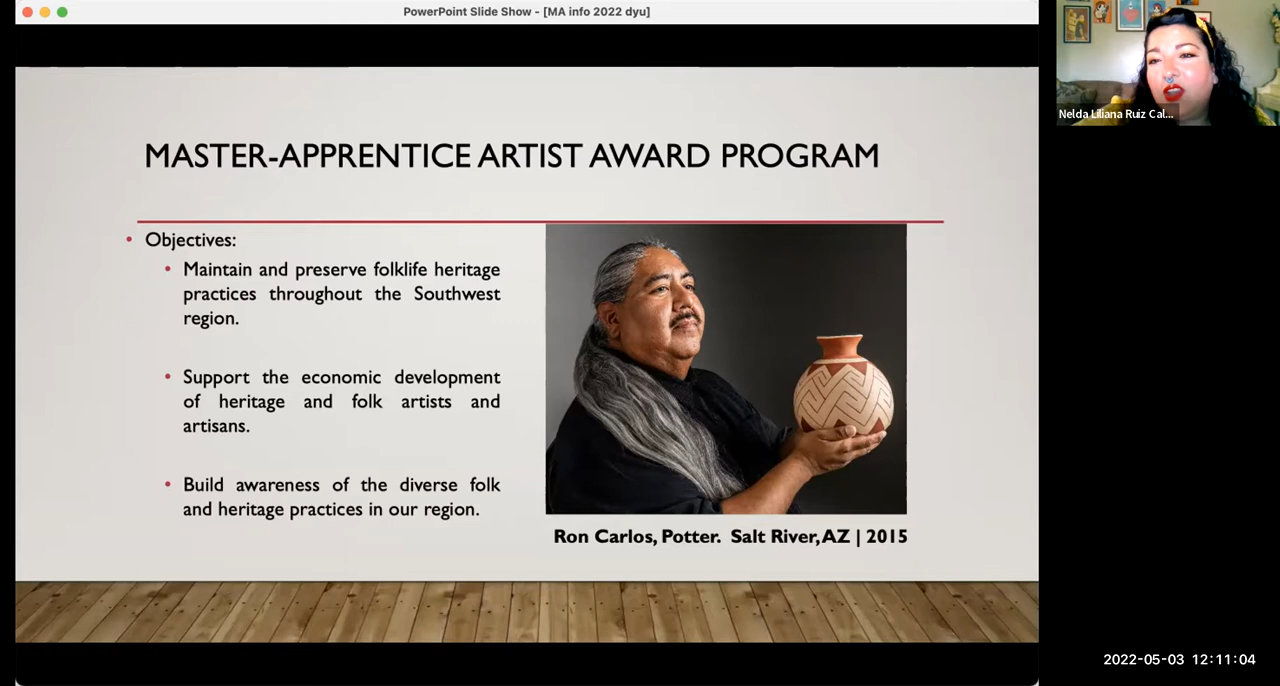 PowerPoint Slide Show - [MA info 2022 dyu]
MASTER-APPRENTICE ARTIST AWARD PROGRAM
• Objectives:
• Maintain and preserve folklife heritage
practices throughout the Southwest
region.
• Support the economic development
of heritage and folk artists and
artisans.
• Build awareness of the diverse folk
and heritage practices in our region.
Ron Carlos, Potter. Salt River, AZ | 2015
Nelda Liliana Ruiz Cal...
2022-05-03 12:11:04